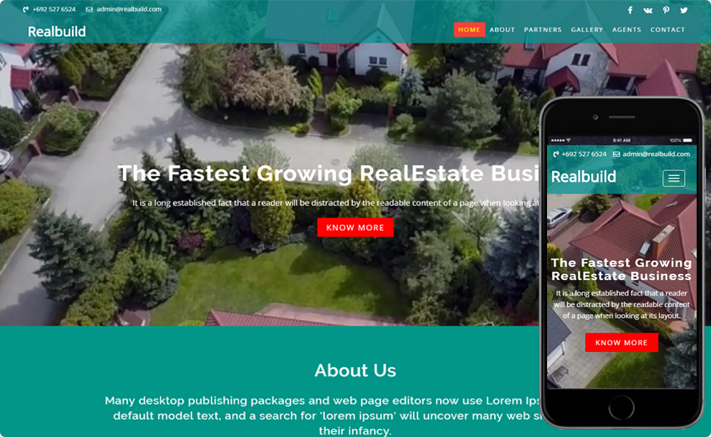 +692 527 6524 admin@realbuild.com
Realbuild
HOME ABOUT PARTNERS GALLERY AGENTS CONTACT
The Fastest Growing RealEstate Busi
It is a long established fact that a reader will be distracted by the readable content of a page when looking at
KNOW MORE
About Us
Many desktop publishing packages and web page editors now use Lorem Ips
default model text, and a search for 'lorem ipsum' will uncover many web si
their infancy.
9:41 AM 100%
+692 527 6524 admin@realbuild.com
Realbuild
The Fastest Growing
RealEstate Business
It is a long established fact that a reader
will be distracted by the readable content
of a page when looking at its layout.
KNOW MORE